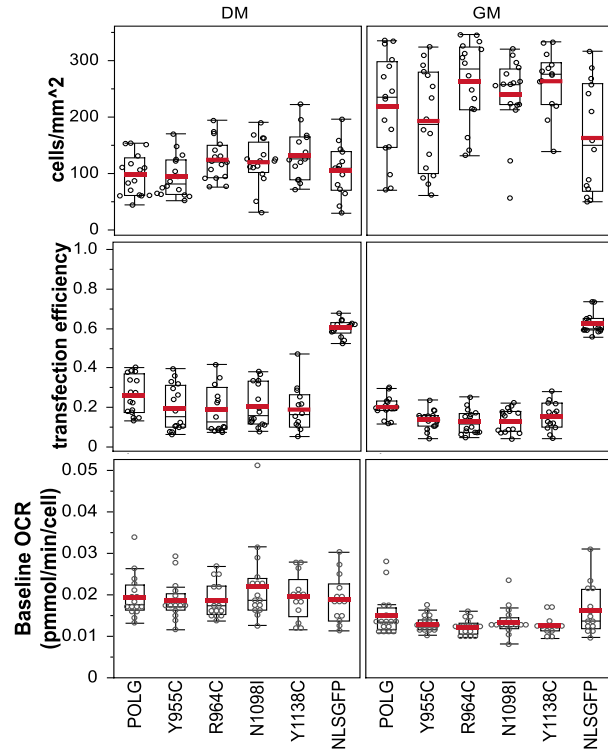 DM GM
cells/mm^2
300
200
100
0
transfection efficiency
1.0
0.8
0.6
0.4
0.2
0
Baseline OCR
(pmmol/min/cell)
0.05
0.04
0.03
0.02
0.01
0
POLG Y955C R964C N1098I Y1138C NLSGFP POLG Y955C R964C N1098I Y1138C NLSGFP